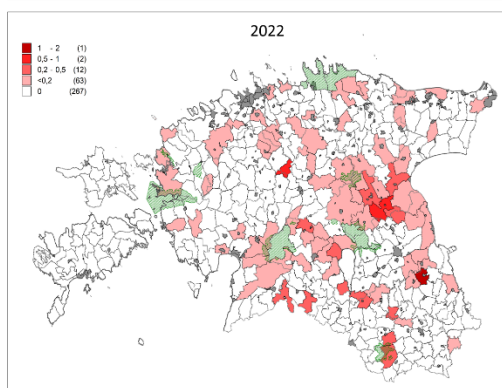 2022
1 - 2 (1)
0,5 - 1 (2)
0,2 - 0,5 (12)
<0,2 (63)
0 (267)